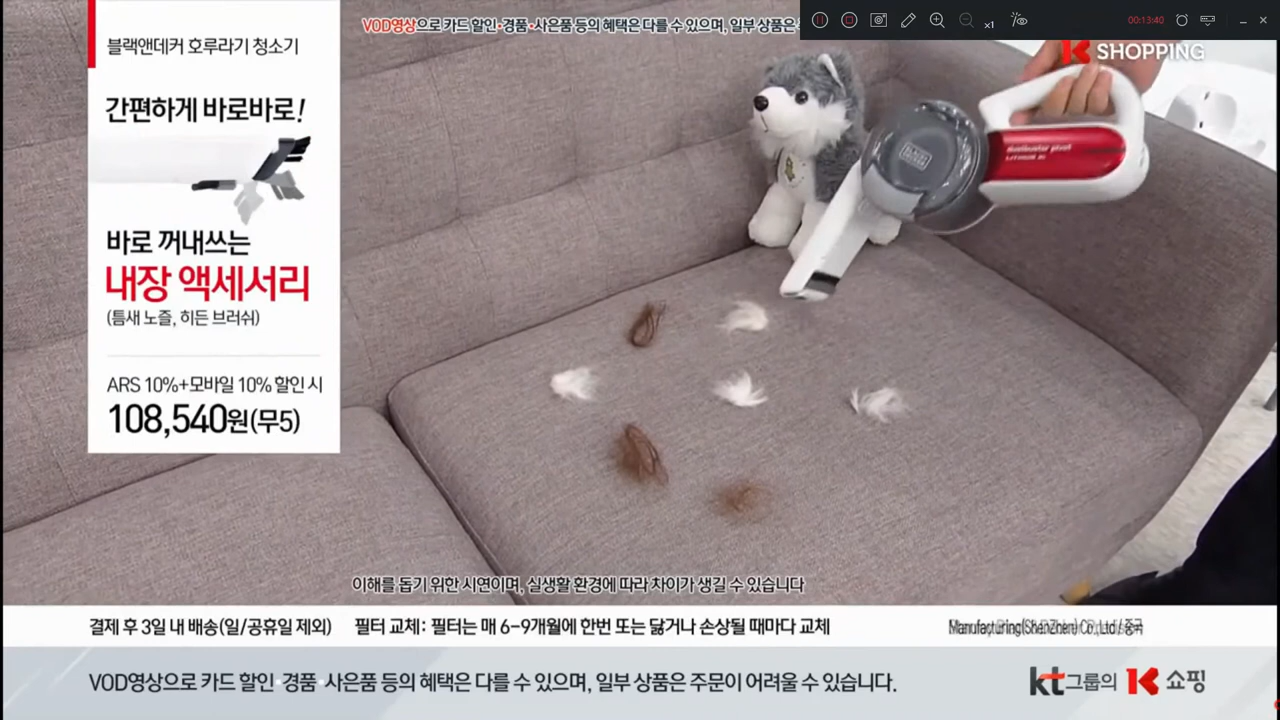 VOD영상으로 카드 할인·경품·사은품 등의 혜택은 다를 수 있으며, 일부 상품은
x1
00:13:40
SHOPPING
블랙앤데커 호루라기 청소기
간편하게 바로바로!
바로 꺼내쓰는
내장 액세서리
(틈새 노즐, 히든 브러쉬)
ARS 10%+모바일 10% 할인 시
108,540원(무5)
dustbuster pivot
LITHIUM
이해를 돕기 위한 시연이며, 실생활 환경에 따라 차이가 생길 수 있습니다
결제 후 3일 내 배송(일/공휴일 제외) 필터 교체: 필터는 매 6-9개월에 한번 또는 닳거나 손상될 때마다 교체
Manufacturing(ShenZhen) Co., Ltd / 중국
VOD영상으로 카드 할인·경품·사은품 등의 혜택은 다를 수 있으며, 일부 상품은 주문이 어려울 수 있습니다.
kt그룹의 K 쇼핑